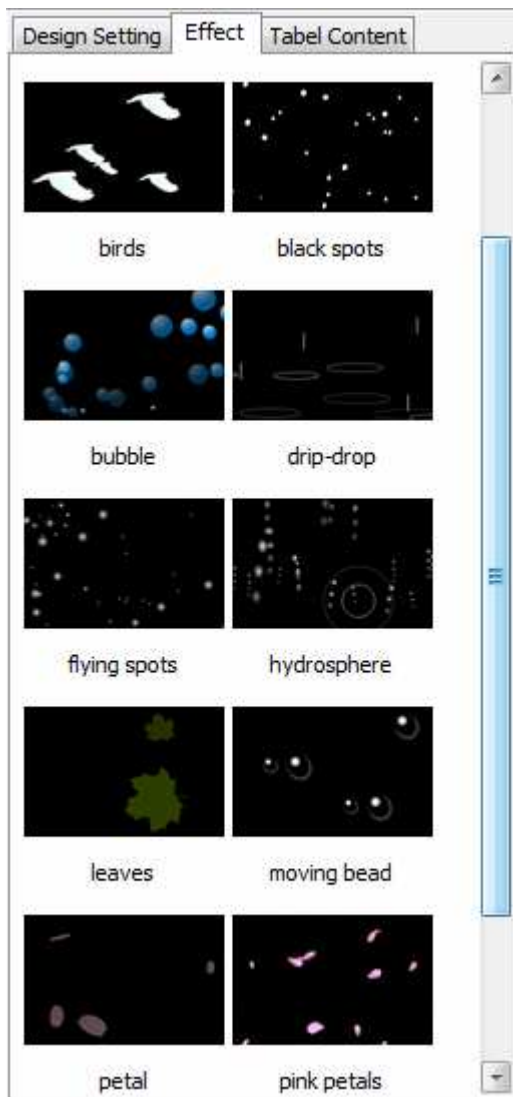 Design Setting Effect Tabel Content
birds black spots
bubble drip-drop
flying spots hydrosphere
leaves moving bead
petal pink petals